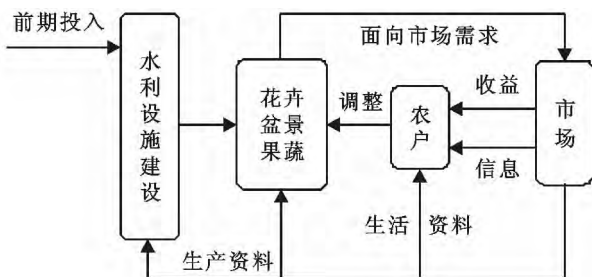 前期投入
水利设施建设
花卉
盆景
果蔬
面向市场需求
调整
农户
收益
信息
市场
生产资料
生活 资料